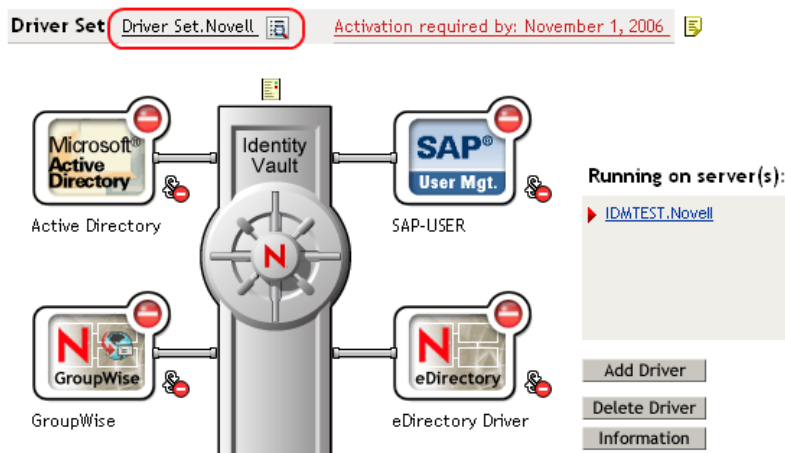 Driver Set Driver Set.Novell Activation required by: November 1, 2006
Microsoft®
Active
Directory
Active Directory
Identity
Vault
N
SAP®
User Mgt.
SAP-USER
Running on server(s):
IDMTEST.Novell
N
GroupWise
GroupWise
N
eDirectory
eDirectory Driver
Add Driver
Delete Driver
Information